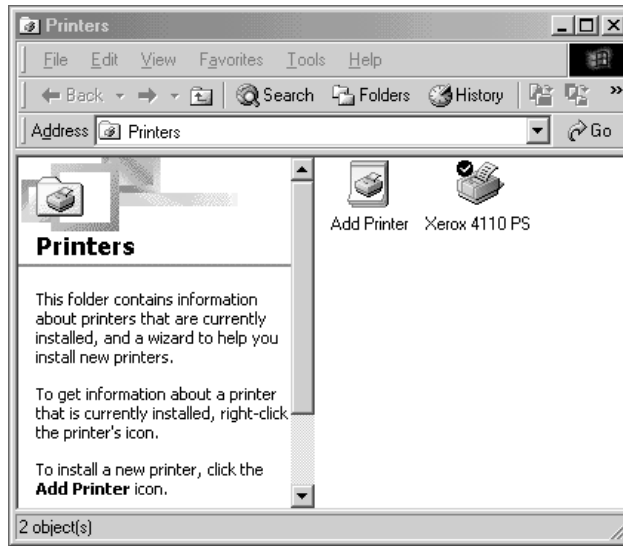 Printers
File Edit View Favorites Tools Help
Back Search Folders History »
Address Printers Go
Add Printer Xerox 4110 PS
Printers
This folder contains information
about printers that are currently
installed, and a wizard to help you
install new printers.
To get information about a printer
that is currently installed, right-click
the printer's icon.
To install a new printer, click the
Add Printer icon.
2 object(s)